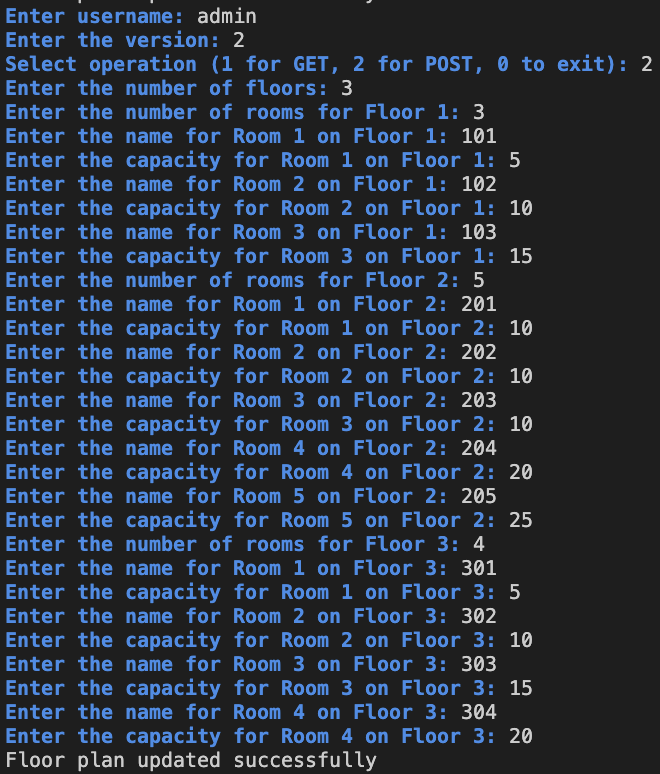 Enter username: admin
Enter the version: 2
Select operation (1 for GET, 2 for POST, 0 to exit): 2
Enter the number of floors: 3
Enter the number of rooms for Floor 1: 3
Enter the name for Room 1 on Floor 1: 101
Enter the capacity for Room 1 on Floor 1: 5
Enter the name for Room 2 on Floor 1: 102
Enter the capacity for Room 2 on Floor 1: 10
Enter the name for Room 3 on Floor 1: 103
Enter the capacity for Room 3 on Floor 1: 15
Enter the number of rooms for Floor 2: 5
Enter the name for Room 1 on Floor 2: 201
Enter the capacity for Room 1 on Floor 2: 10
Enter the name for Room 2 on Floor 2: 202
Enter the capacity for Room 2 on Floor 2: 10
Enter the name for Room 3 on Floor 2: 203
Enter the capacity for Room 3 on Floor 2: 10
Enter the name for Room 4 on Floor 2: 204
Enter the capacity for Room 4 on Floor 2: 20
Enter the name for Room 5 on Floor 2: 205
Enter the capacity for Room 5 on Floor 2: 25
Enter the number of rooms for Floor 3: 4
Enter the name for Room 1 on Floor 3: 301
Enter the capacity for Room 1 on Floor 3: 5
Enter the name for Room 2 on Floor 3: 302
Enter the capacity for Room 2 on Floor 3: 10
Enter the name for Room 3 on Floor 3: 303
Enter the capacity for Room 3 on Floor 3: 15
Enter the name for Room 4 on Floor 3: 304
Enter the capacity for Room 4 on Floor 3: 20
Floor plan updated successfully